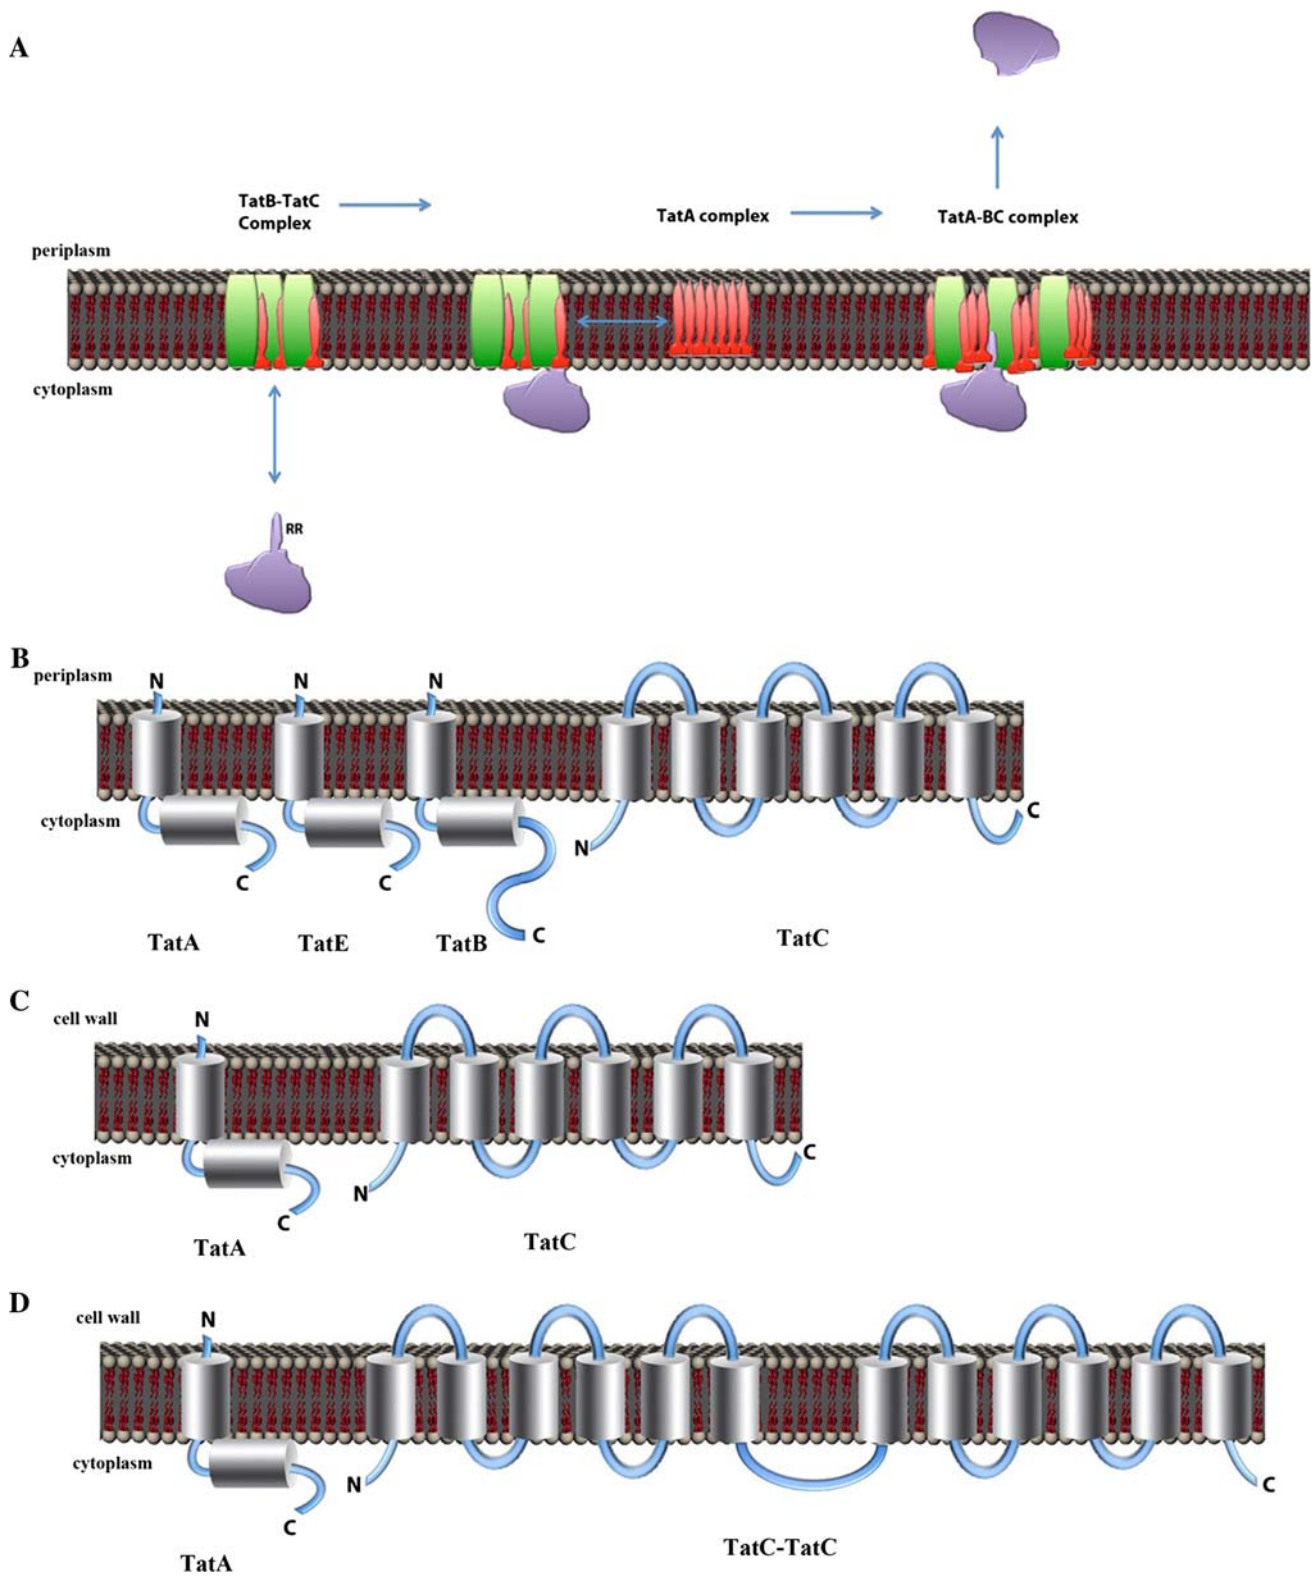 A
TatB-TatC
Complex
TatA complex
TatA-BC complex
periplasm
cytoplasm
RR
B
periplasm
N
N
N
cytoplasm
N
C
C
C
C
TatA
TatE
TatB
TatC
C
cell wall
N
cytoplasm
N
C
C
TatA
TatC
D
cell wall
N
cytoplasm
N
C
C
TatA
TatC-TatC